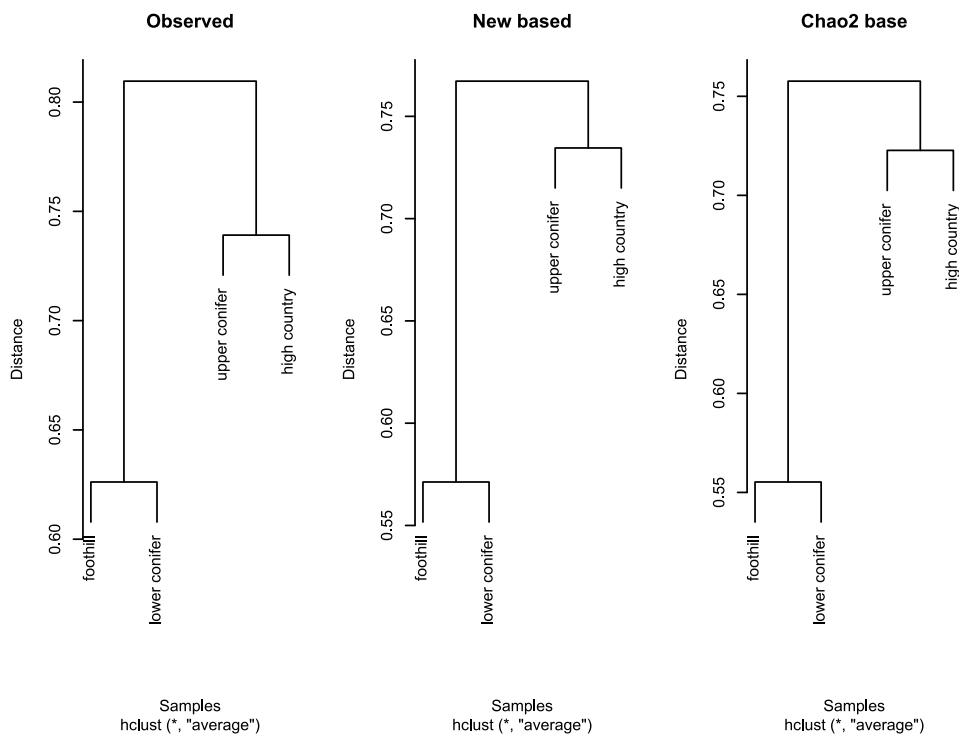 Observed
Distance
0.80
0.75
0.70
0.65
0.60
upper conifer
high country
foothill
lower conifer
Samples
hclust (*, "average")
New based
Distance
0.75
0.70
0.65
0.60
0.55
upper conifer
high country
foothill
lower conifer
Samples
hclust (*, "average")
Chao2 base
Distance
0.75
0.70
0.65
0.60
0.55
upper conifer
high country
foothill
lower conifer
Samples
hclust (*, "average")